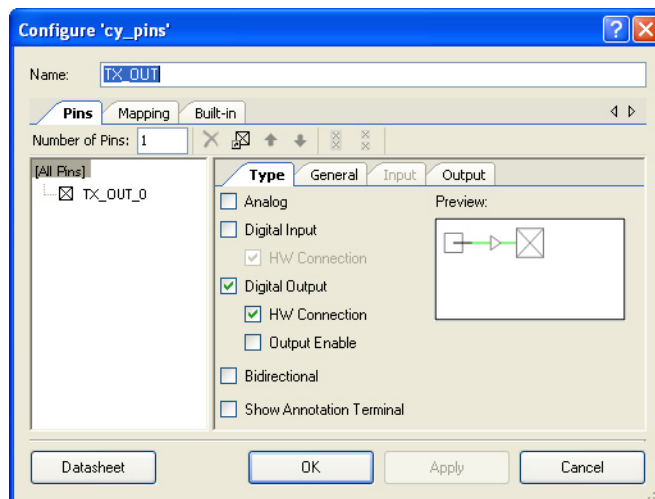 Configure 'cy_pins'
Name: TX_OUT
Pins Mapping Built-in
Number of Pins: 1
[All Pins]
TX_OUT_0
Type General Input Output
Analog
Preview:
Digital Input
HW Connection
Digital Output
HW Connection
Output Enable
Bidirectional
Show Annotation Terminal
Datasheet OK Apply Cancel